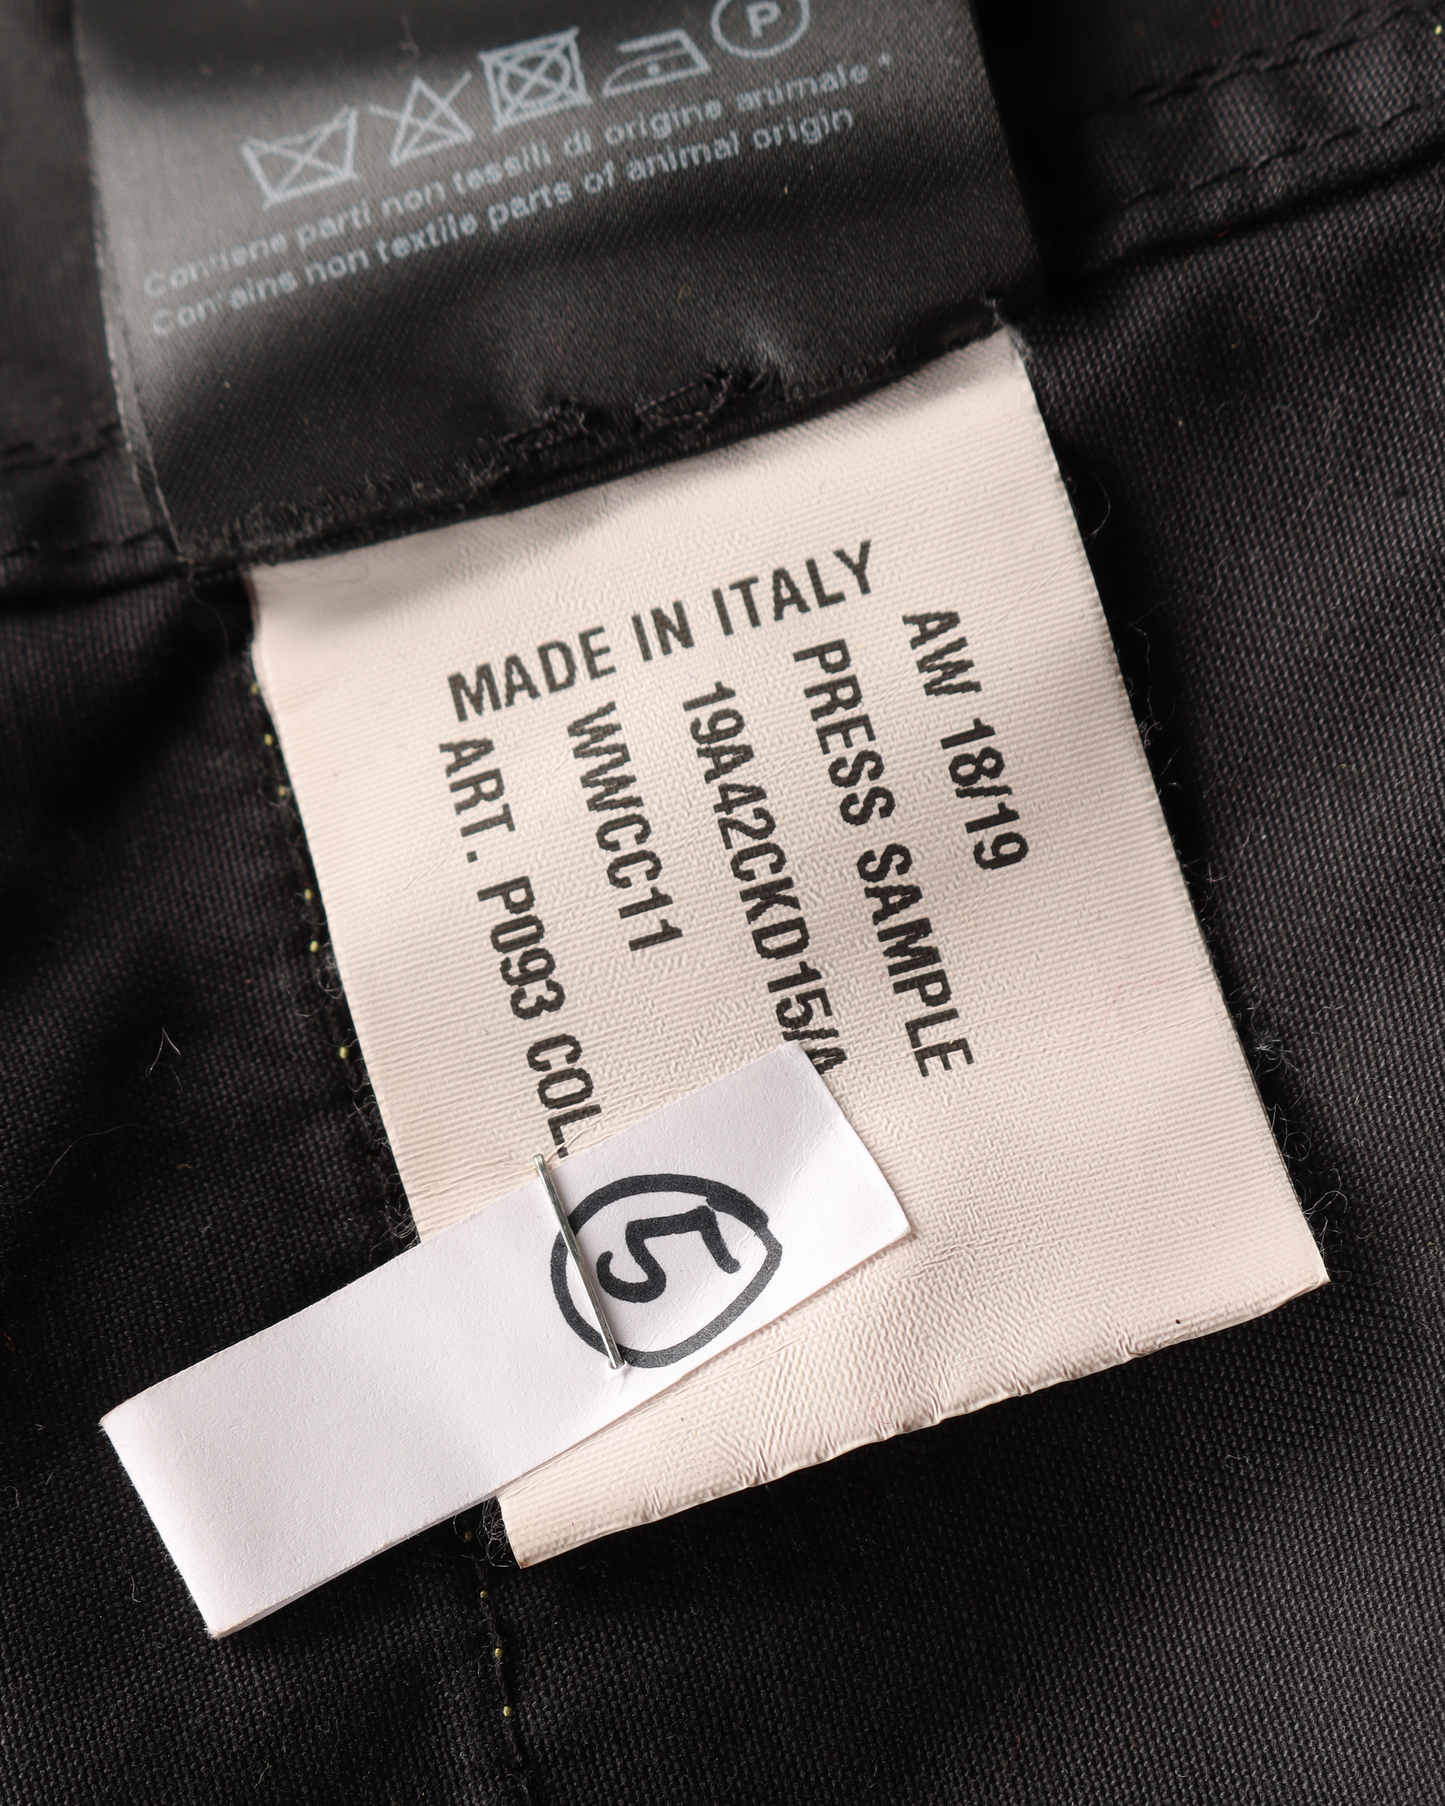 P
Contiene parti non tessili di origine animale
Contains non textile parts of animal origin
MADE IN ITALY
AW 18/19
PRESS SAMPLE
19A42CKD15/A
WWCC11
ART. P093 COL.
5